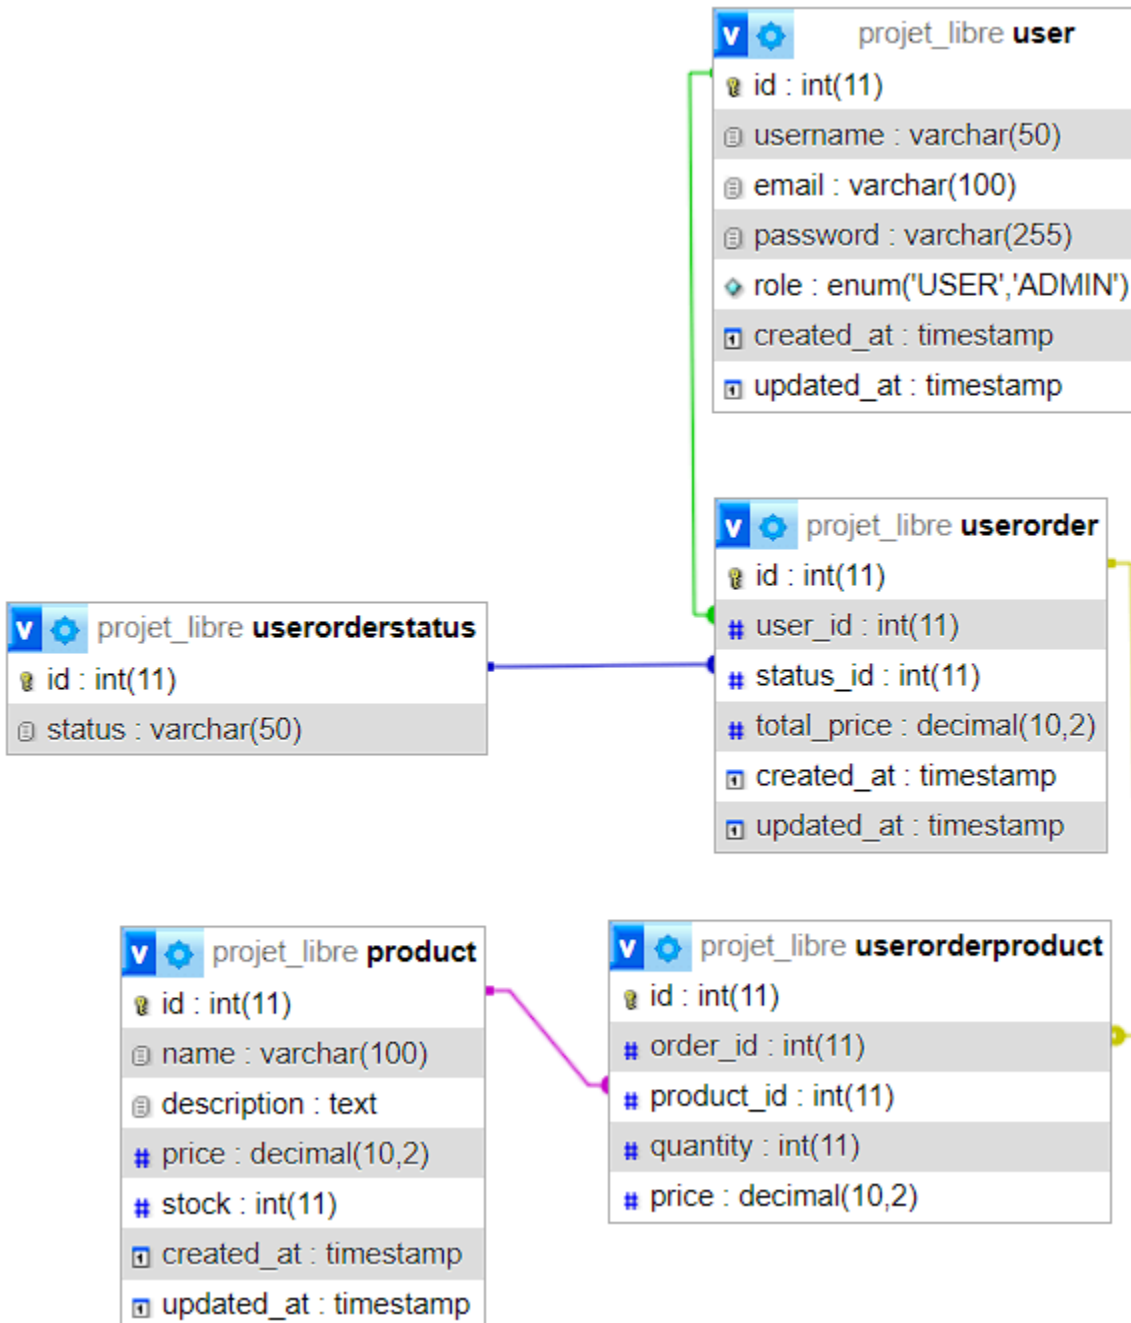 v projet_libre user
id : int(11)
username : varchar(50)
email : varchar(100)
password : varchar(255)
role : enum('USER','ADMIN')
created_at : timestamp
updated_at : timestamp
v projet_libre userorder
id : int(11)
# user_id : int(11)
# status_id : int(11)
# total_price : decimal(10,2)
created_at : timestamp
updated_at : timestamp
v projet_libre userorderstatus
id : int(11)
status : varchar(50)
v projet_libre product
id : int(11)
name : varchar(100)
description : text
# price : decimal(10,2)
# stock : int(11)
created_at : timestamp
updated_at : timestamp
v projet_libre userorderproduct
id : int(11)
# order_id : int(11)
# product_id : int(11)
# quantity : int(11)
# price : decimal(10,2)